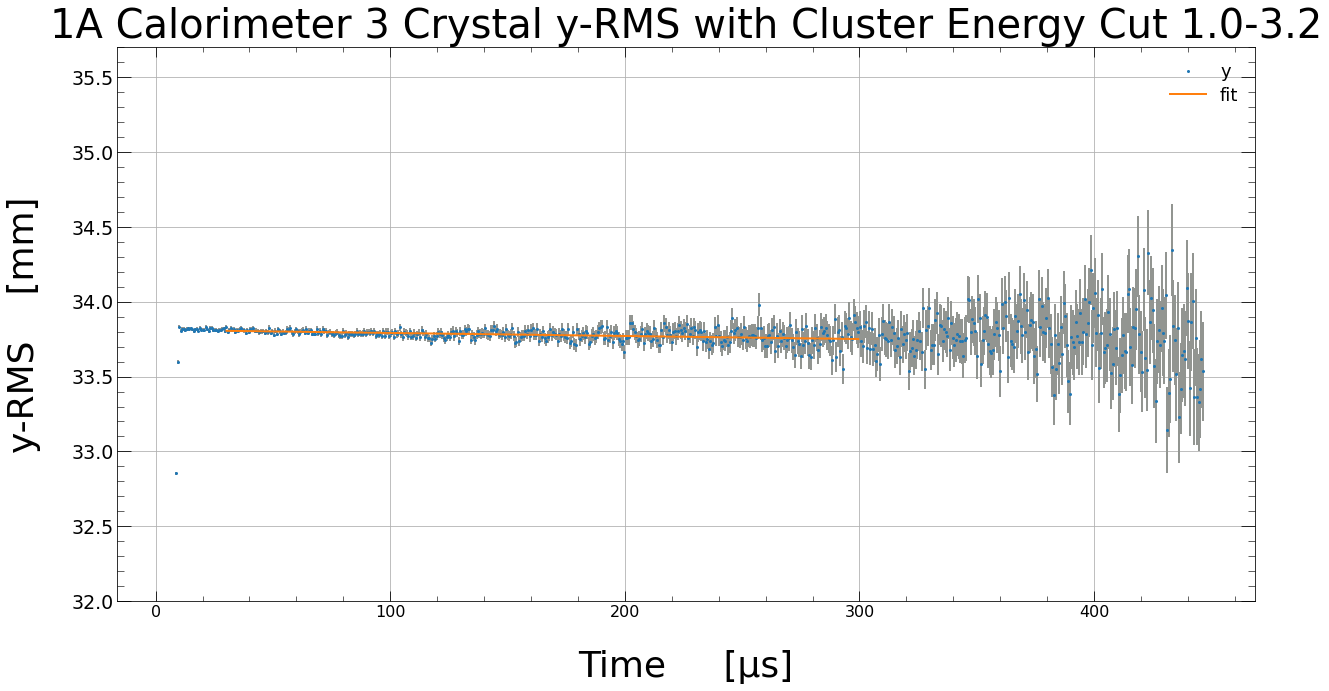 1A Calorimeter 3 Crystal y-RMS with Cluster Energy Cut 1.0-3.2
y
fit
35.5
35.0
34.5
34.0
33.5
33.0
32.5
32.0
y-RMS [mm]
0 100 200 300 400
Time [µs]